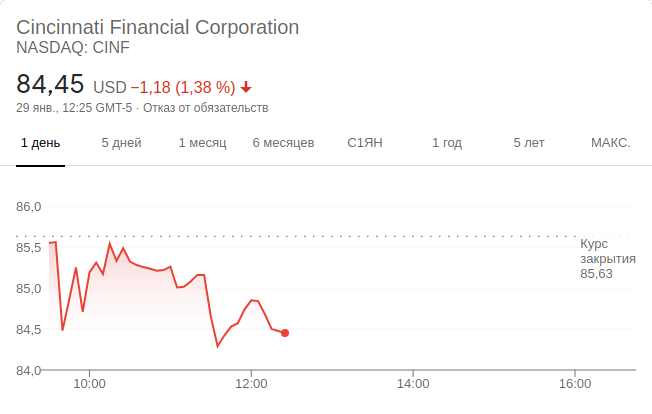 Cincinnati Financial Corporation
NASDAQ: CINF
84,45 USD −1,18 (1,38 %)
29 янв., 12:25 GMT-5 · Отказ от обязательств
1 день 5 дней 1 месяц 6 месяцев С1ЯН 1 год 5 лет МАКС.
86,0
85,5
85,0
84,5
84,0
Курс
закрытия
85,63
10:00 12:00 14:00 16:00